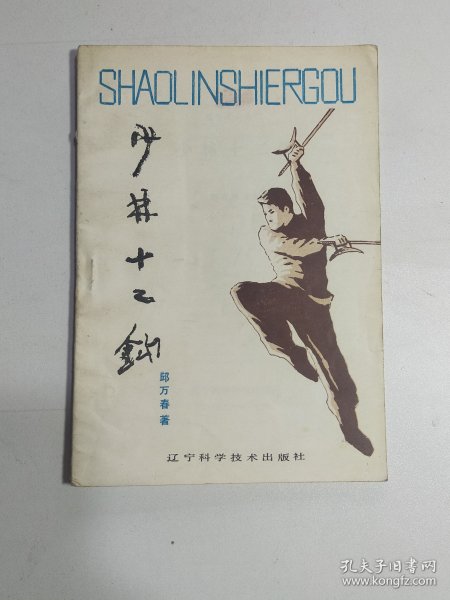 SHAOLINSHIERGOU
少林十二鈎
邱万春 著
辽宁科学技术出版社
孔夫子旧书网
www.kongfz.com